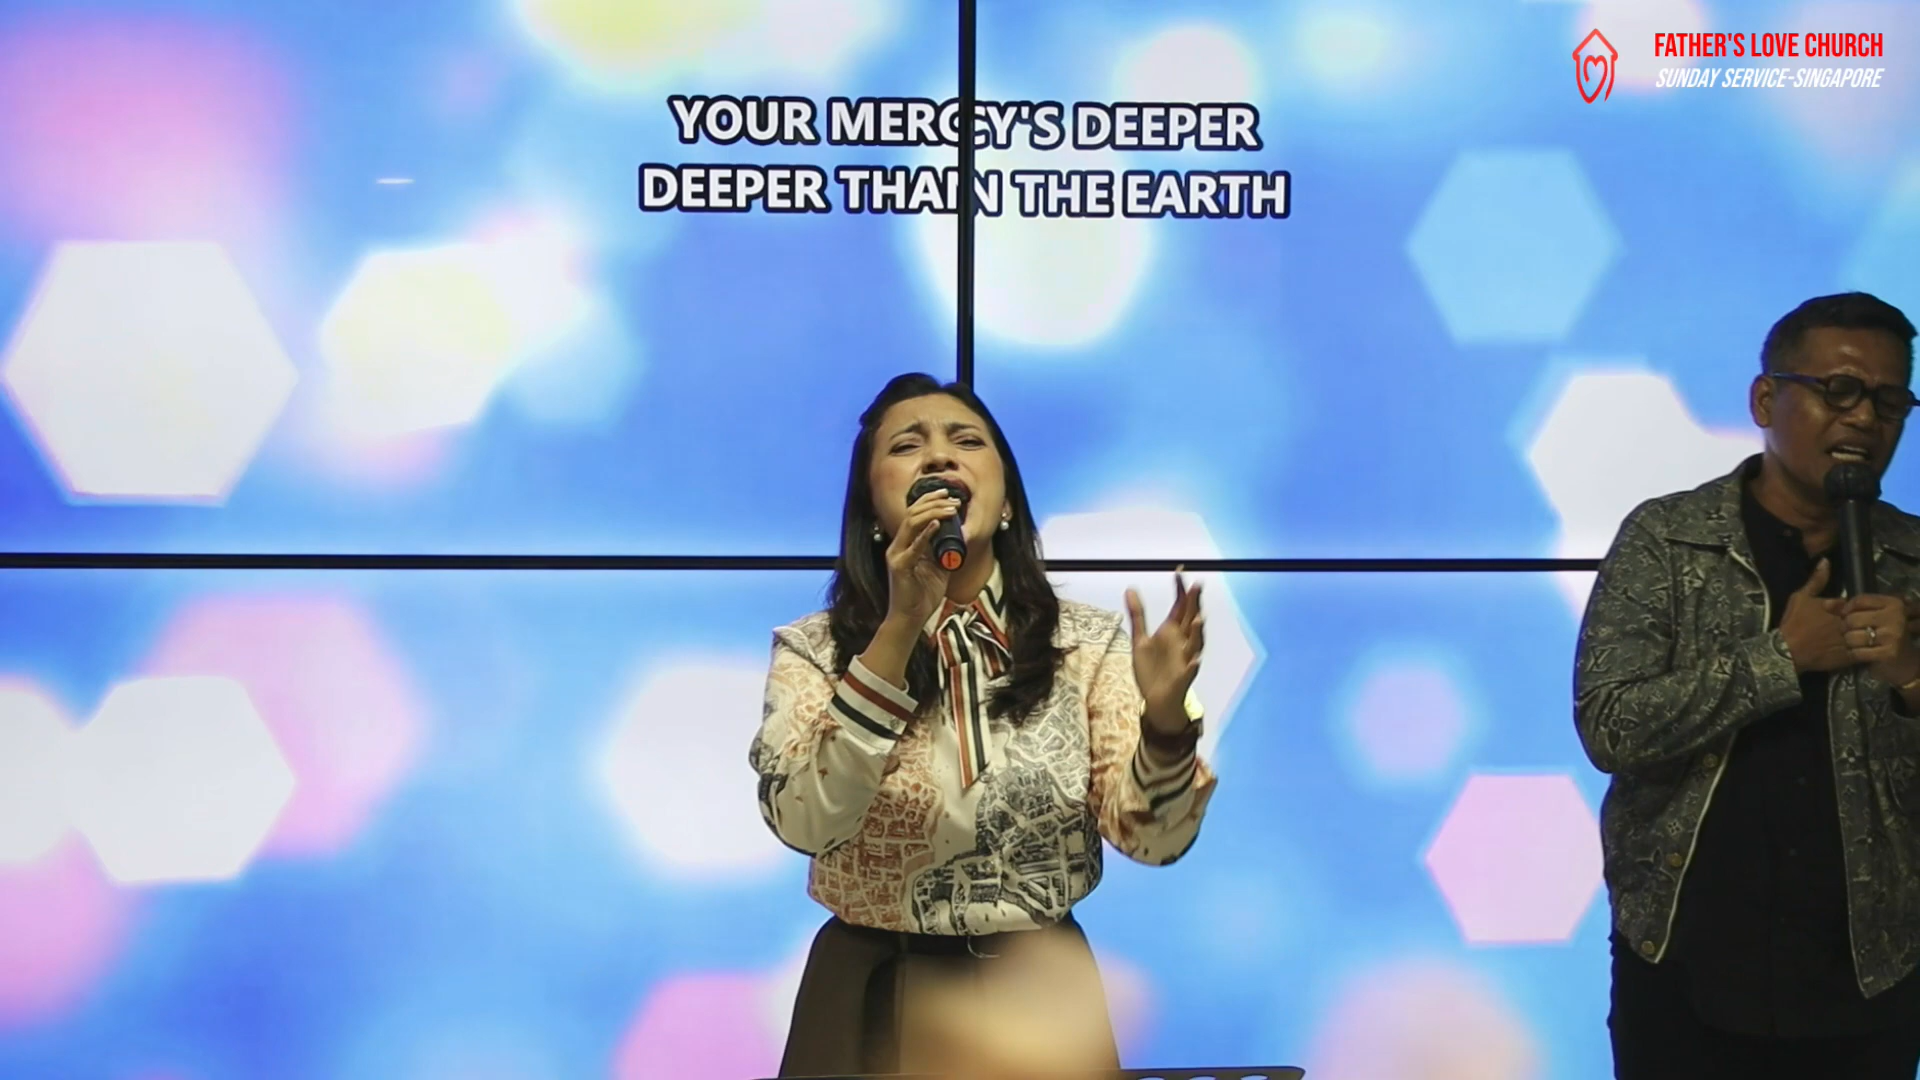 FATHER'S LOVE CHURCH
SUNDAY SERVICE-SINGAPORE
YOUR MERCY'S DEEPER
DEEPER THAN THE EARTH